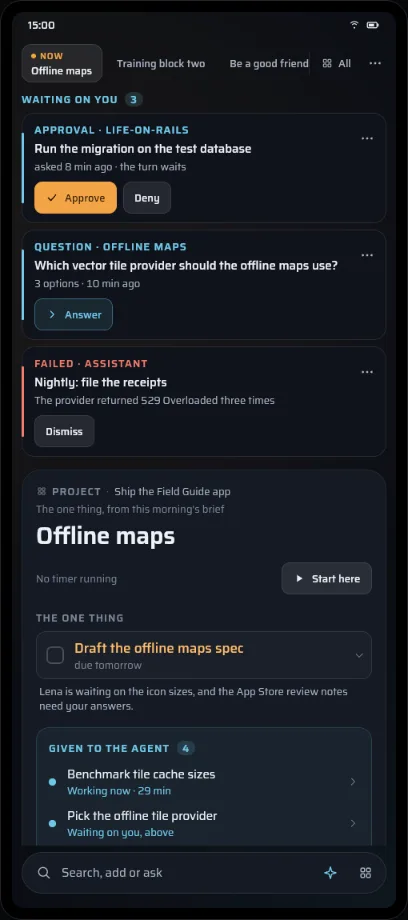 15:00
NOW
Offline maps
Training block two
Be a good friend
All
WAITING ON YOU 3
APPROVAL · LIFE-ON-RAILS
Run the migration on the test database
asked 8 min ago · the turn waits
Approve
Deny
QUESTION · OFFLINE MAPS
Which vector tile provider should the offline maps use?
3 options · 10 min ago
Answer
FAILED · ASSISTANT
Nightly: file the receipts
The provider returned 529 Overloaded three times
Dismiss
PROJECT · Ship the Field Guide app
The one thing, from this morning's brief
Offline maps
No timer running
Start here
THE ONE THING
Draft the offline maps spec
due tomorrow
Lena is waiting on the icon sizes, and the App Store review notes
need your answers.
GIVEN TO THE AGENT 4
Benchmark tile cache sizes
Working now · 29 min
Pick the offline tile provider
Waiting on you, above
Search, add or ask